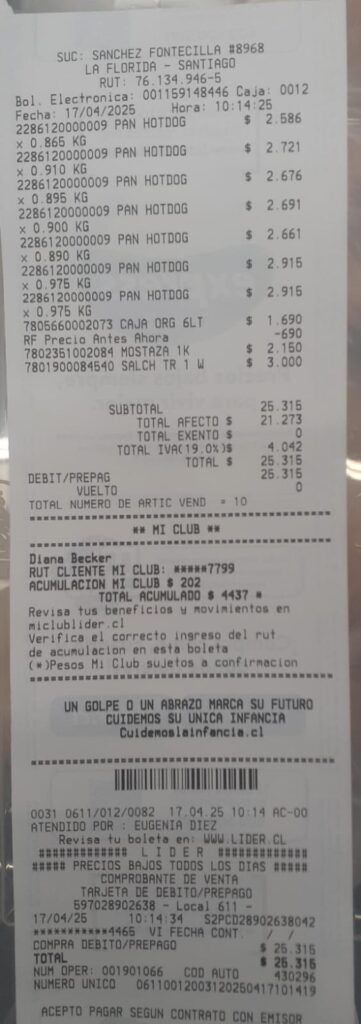 SUC: SANCHEZ FONTECILLA #8968
LA FLORIDA - SANTIAGO
RUT: 76.134.946-5
Bol. Electronica: 001159148446 Caja: 0012
Fecha: 17/04/2025 Hora: 10:14:25
2286120000009 PAN HOTDOG $ 2.586
x 0.865 KG
2286120000009 PAN HOTDOG $ 2.721
x 0.910 KG
2286120000009 PAN HOTDOG $ 2.676
x 0.895 KG
2286120000009 PAN HOTDOG $ 2.691
x 0.900 KG
2286120000009 PAN HOTDOG $ 2.661
x 0.890 KG
2286120000009 PAN HOTDOG $ 2.915
x 0.975 KG
2286120000009 PAN HOTDOG $ 2.915
x 0.975 KG
7805660002073 CAJA ORG 6LT $ 1.690
RF Precio Antes Ahora -690
7802351002084 MOSTAZA 1K $ 2.150
7801900084540 SALCH TR 1 W $ 3.000
SUBTOTAL 25.315
TOTAL AFECTO $ 21.273
TOTAL EXENTO $ 0
TOTAL IVA(19.0%)$ 4.042
TOTAL $ 25.315
DEBIT/PREPAG 25.315
VUELTO 0
TOTAL NUMERO DE ARTIC VEND = 10
** MI CLUB **
Diana Becker
RUT CLIENTE MI CLUB: *****7799
ACUMULACION MI CLUB $ 202
TOTAL ACUMULADO $ 4437 *
Revisa tus beneficios y movimientos en
miclublider.cl
Verifica el correcto ingreso del rut
de acumulacion en esta boleta
(*)Pesos Mi Club sujetos a confirmacion
UN GOLPE O UN ABRAZO MARCA SU FUTURO
CUIDEMOS SU UNICA INFANCIA
Cuidemoslainfancia.cl
0031 0611/012/0082 17.04.25 10:14 AC-00
ATENDIDO POR : EUGENIA DIEZ
Revisa tu boleta en: WWW.LIDER.CL
############ L I D E R ############
##### PRECIOS BAJOS TODOS LOS DIAS #####
COMPROBANTE DE VENTA
TARJETA DE DEBITO/PREPAGO
597028902638 - Local 611 -
17/04/25 10:14:34 S2PCD28902638042
***********4465 VI FECHA CONT. / /
COMPRA DEBITO/PREPAGO $ 25.315
TOTAL $ 25.315
NUM OPER: 001901066 COD AUTO 430296
NUMERO UNICO 06110012003120250417101419
ACEPTO PAGAR SEGUN CONTRATO CON EMISOR